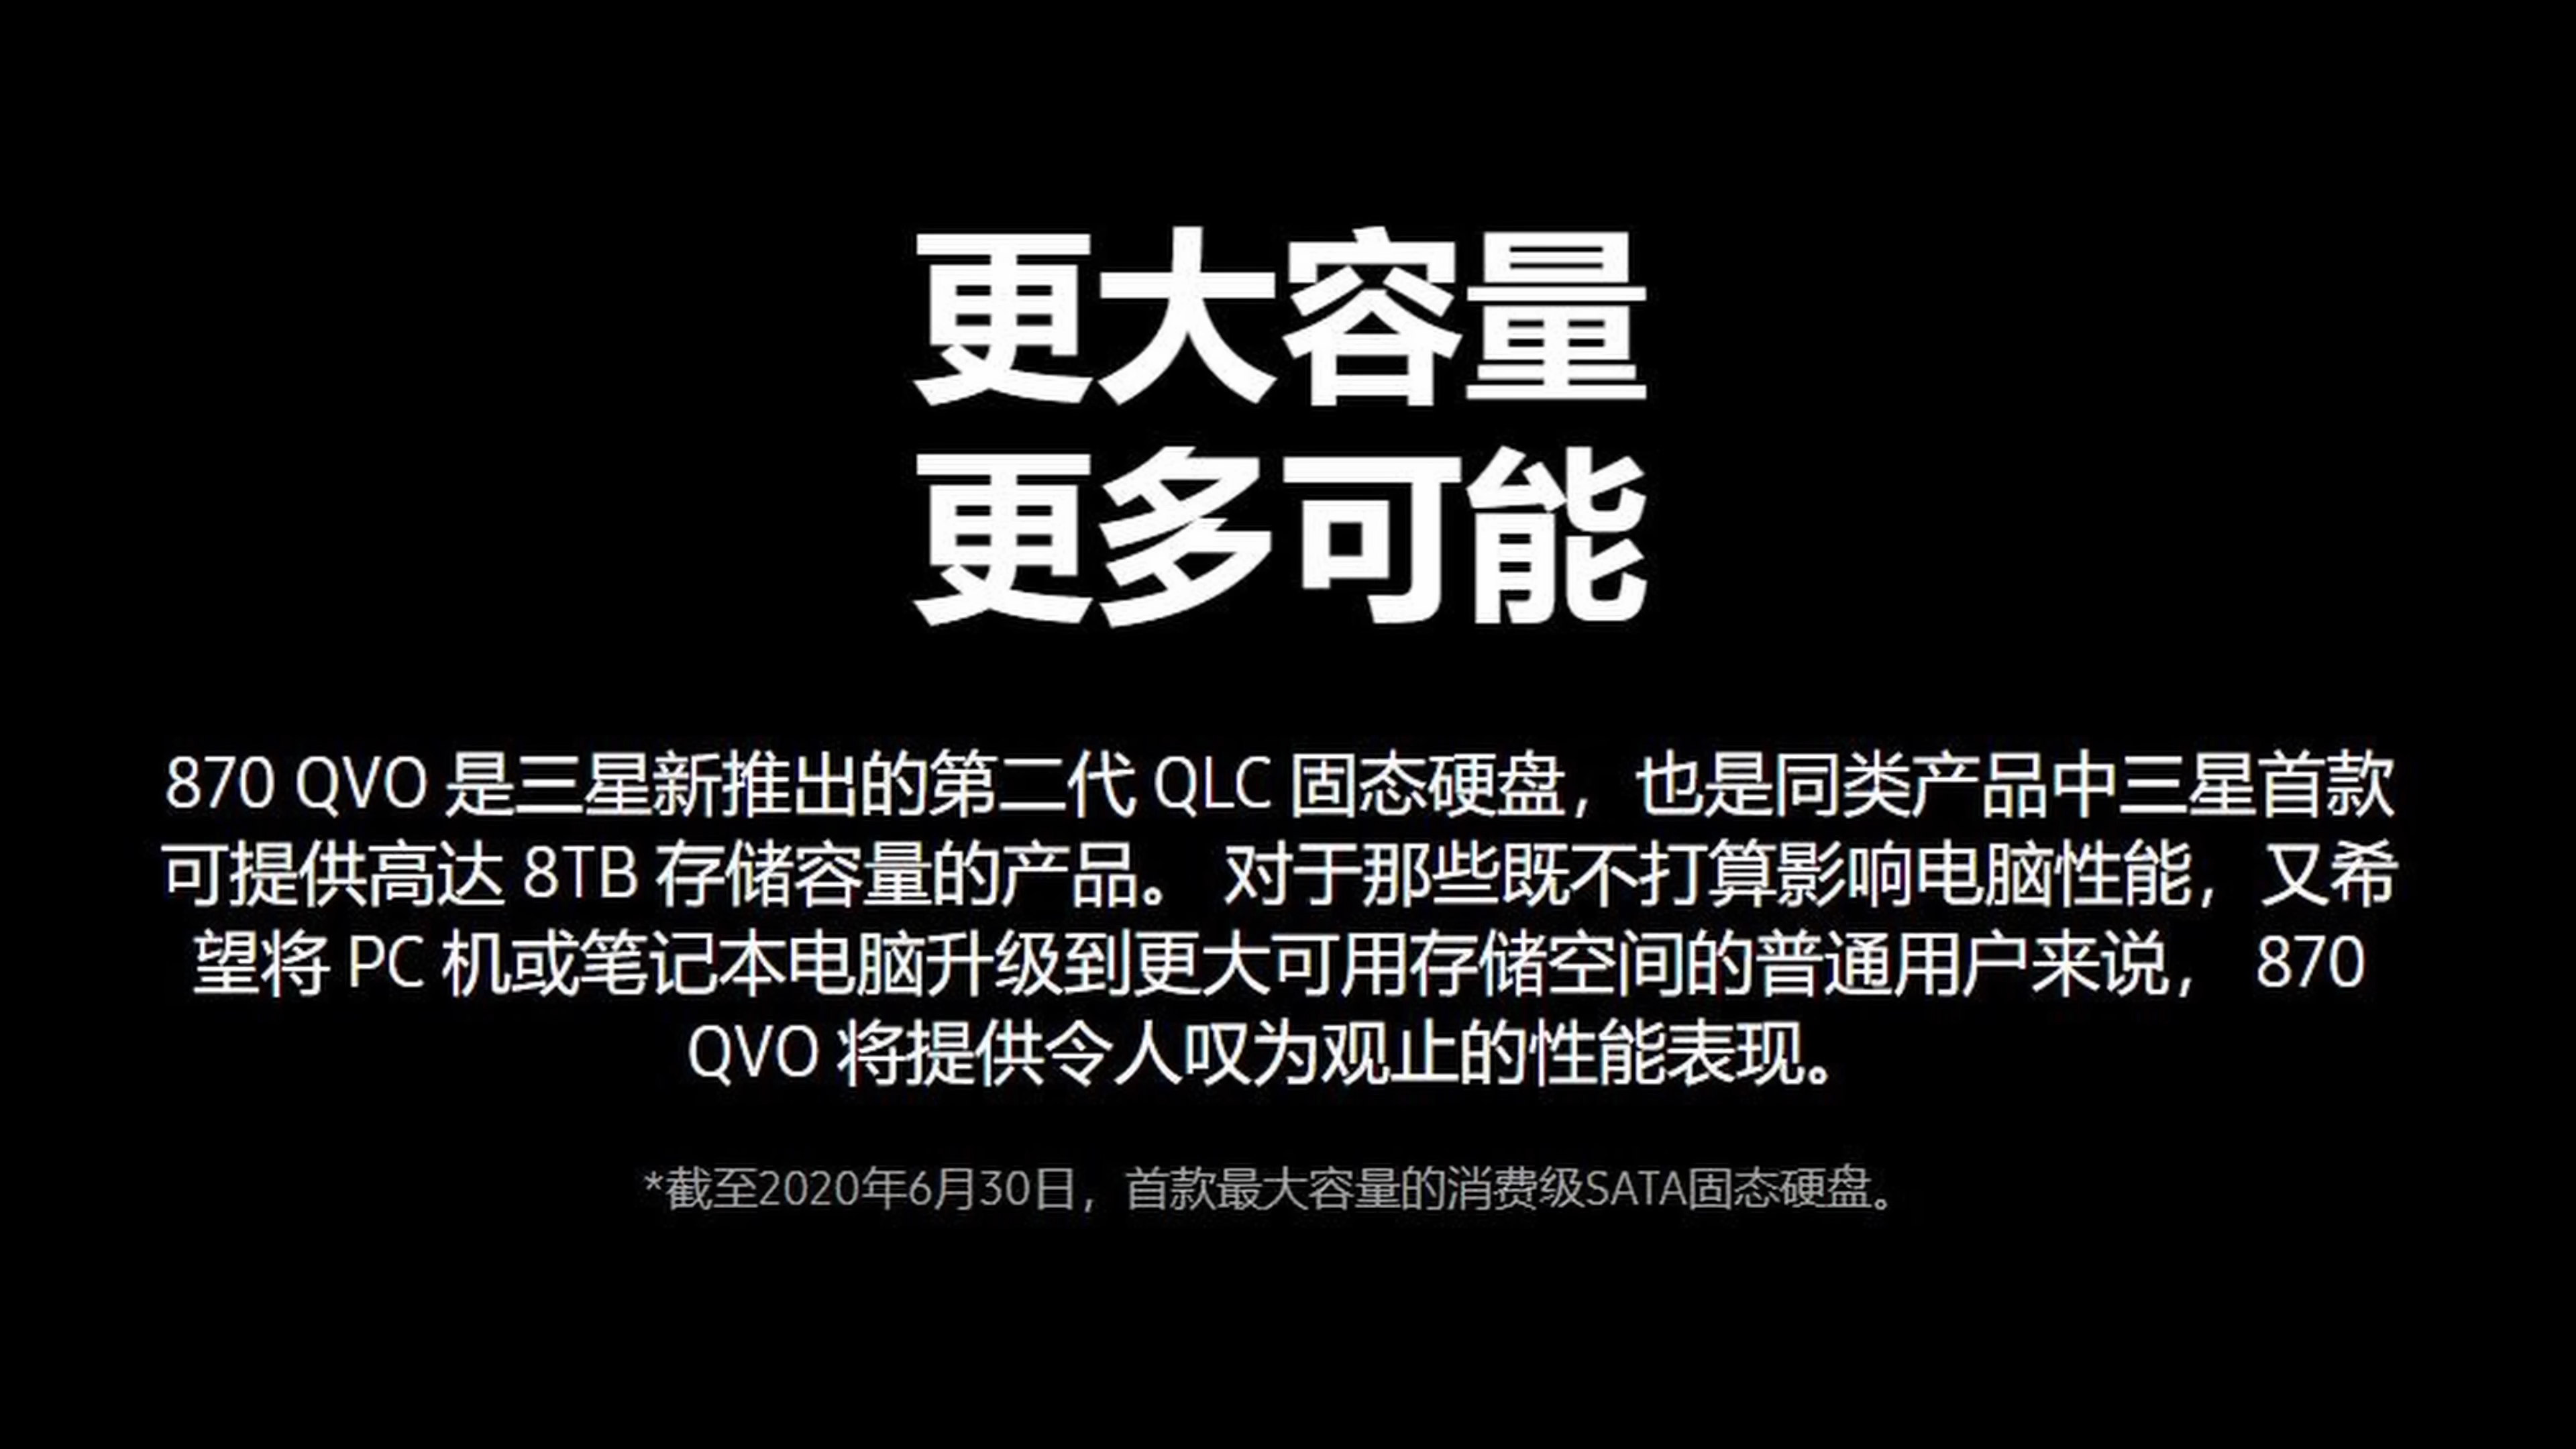 更大容量
更多可能
870 QVO 是三星新推出的第二代 QLC 固态硬盘，也是同类产品中三星首款
可提供高达 8TB 存储容量的产品。 对于那些既不打算影响电脑性能，又希
望将 PC 机或笔记本电脑升级到更大可用存储空间的普通用户来说， 870
QVO 将提供令人叹为观止的性能表现。
*截至2020年6月30日，首款最大容量的消费级SATA固态硬盘。